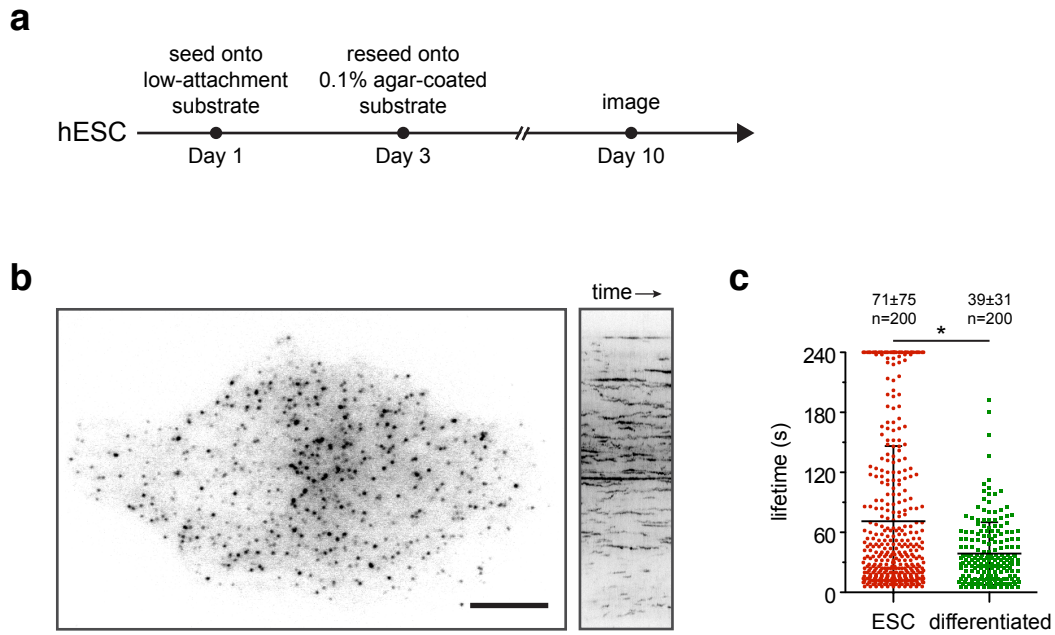 a
seed onto
low-attachment
substrate
reseed onto
0.1% agar-coated
substrate
image
hESC
Day 1
Day 3
Day 10
b
time
c
71±75
n=200
39±31
n=200
*
lifetime (s)
240
180
120
60
0
ESC
differentiated